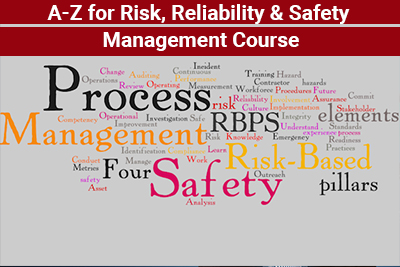 A-Z for Risk, Reliability & Safety
Management Course
Incident
Change Auditing Continuous
Training Hazard
Operations Performance
Contractor hazards
Review Operating Measurement
Workforce Procedures Future
Commit
Process risk
Reliability Involvement Assurance
Culture Implementation Stakeholder
Competency Operational Investigation Safe
RBPS Integrity elements
Improvement
Understand experience process Standards
Management Risk Knowledge Emergency
Readiness
Practices
Identification Compliance Learn
Conduct Four Manage Work Risk-Based
Metrics
safety Safety Outreach pillars
Asset
Analysis